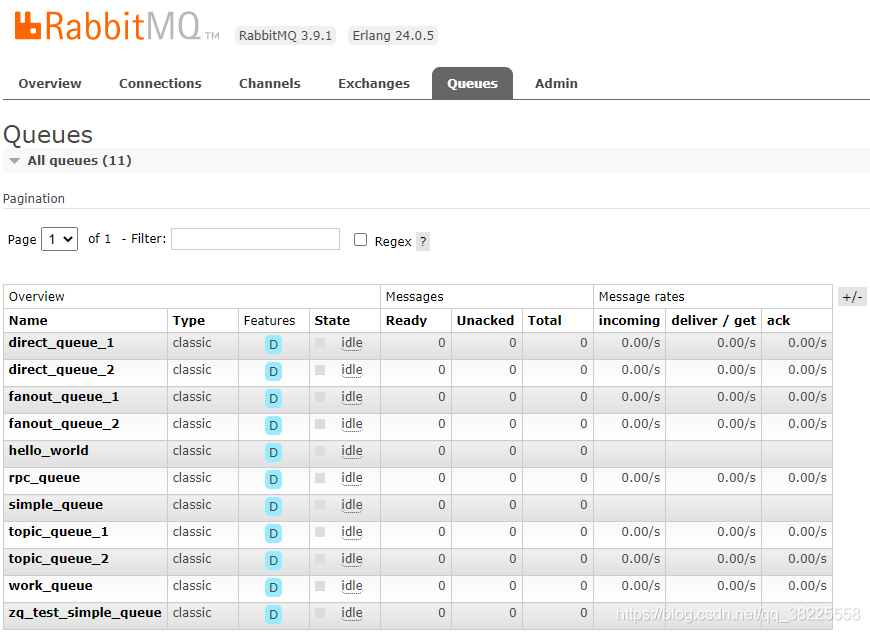 RabbitMQ TM RabbitMQ 3.9.1 Erlang 24.0.5
Overview Connections Channels Exchanges Queues Admin
Queues
All queues (11)
Pagination
Page 1 of 1 - Filter: Regex ?
Overview Messages Message rates +/-
Name Type Features State Ready Unacked Total incoming deliver / get ack
direct_queue_1 classic D idle 0 0 0 0.00/s 0.00/s 0.00/s
direct_queue_2 classic D idle 0 0 0 0.00/s 0.00/s 0.00/s
fanout_queue_1 classic D idle 0 0 0 0.00/s 0.00/s 0.00/s
fanout_queue_2 classic D idle 0 0 0 0.00/s 0.00/s 0.00/s
hello_world classic D idle 0 0 0
rpc_queue classic D idle 0 0 0 0.00/s 0.00/s 0.00/s
simple_queue classic D idle 0 0 0
topic_queue_1 classic D idle 0 0 0 0.00/s 0.00/s 0.00/s
topic_queue_2 classic D idle 0 0 0 0.00/s 0.00/s 0.00/s
work_queue classic D idle 0 0 0 0.00/s 0.00/s 0.00/s
zq_test_simple_queue classic D idle 0 0 0
https://blog.csdn.net/qq_38225558